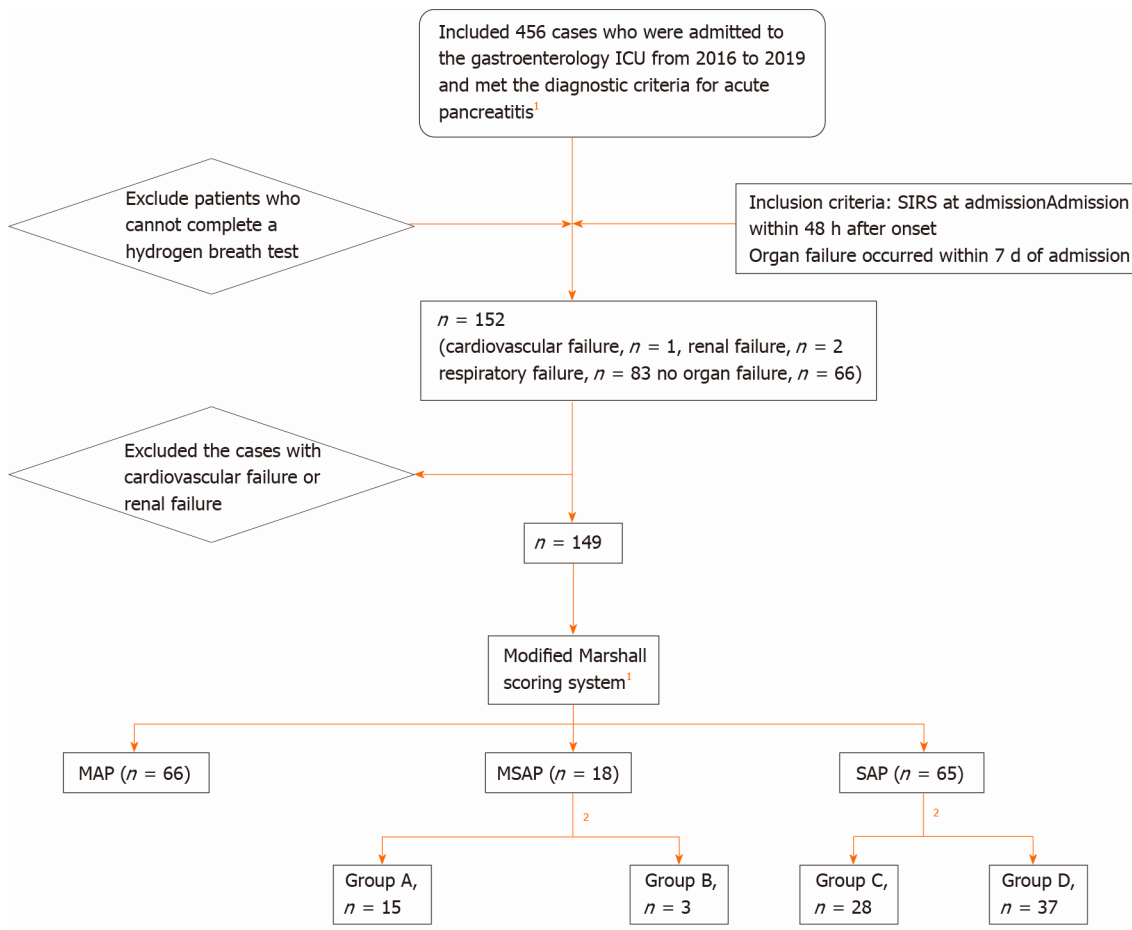 Included 456 cases who were admitted to
the gastroenterology ICU from 2016 to 2019
and met the diagnostic criteria for acute
pancreatitis1
Exclude patients who
cannot complete a
hydrogen breath test
Inclusion criteria: SIRS at admissionAdmission
within 48 h after onset
Organ failure occurred within 7 d of admission
n = 152
(cardiovascular failure, n = 1, renal failure, n = 2
respiratory failure, n = 83 no organ failure, n = 66)
Excluded the cases with
cardiovascular failure or
renal failure
n = 149
Modified Marshall
scoring system1
MAP (n = 66)
MSAP (n = 18)
SAP (n = 65)
2
2
Group A,
n = 15
Group B,
n = 3
Group C,
n = 28
Group D,
n = 37